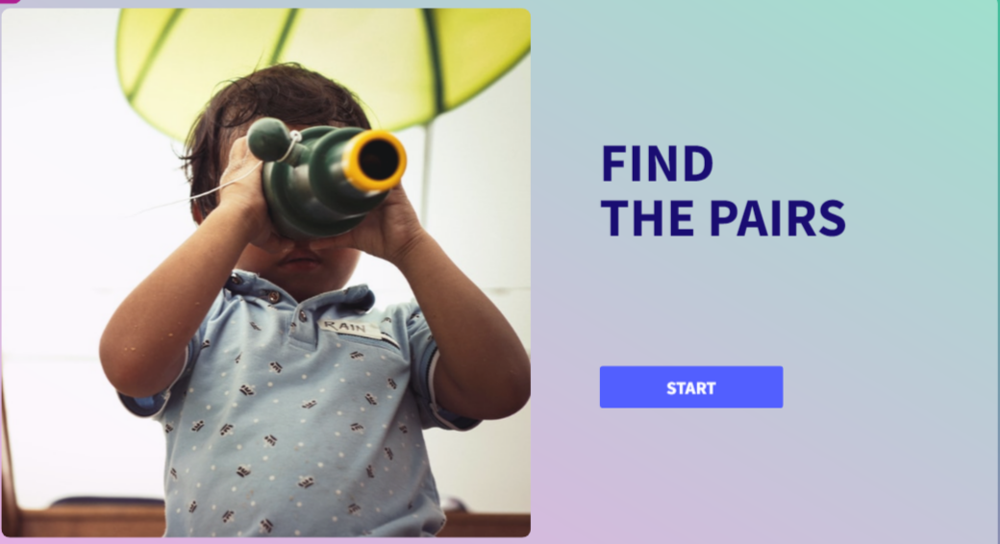 RAIN
FIND
THE PAIRS
START